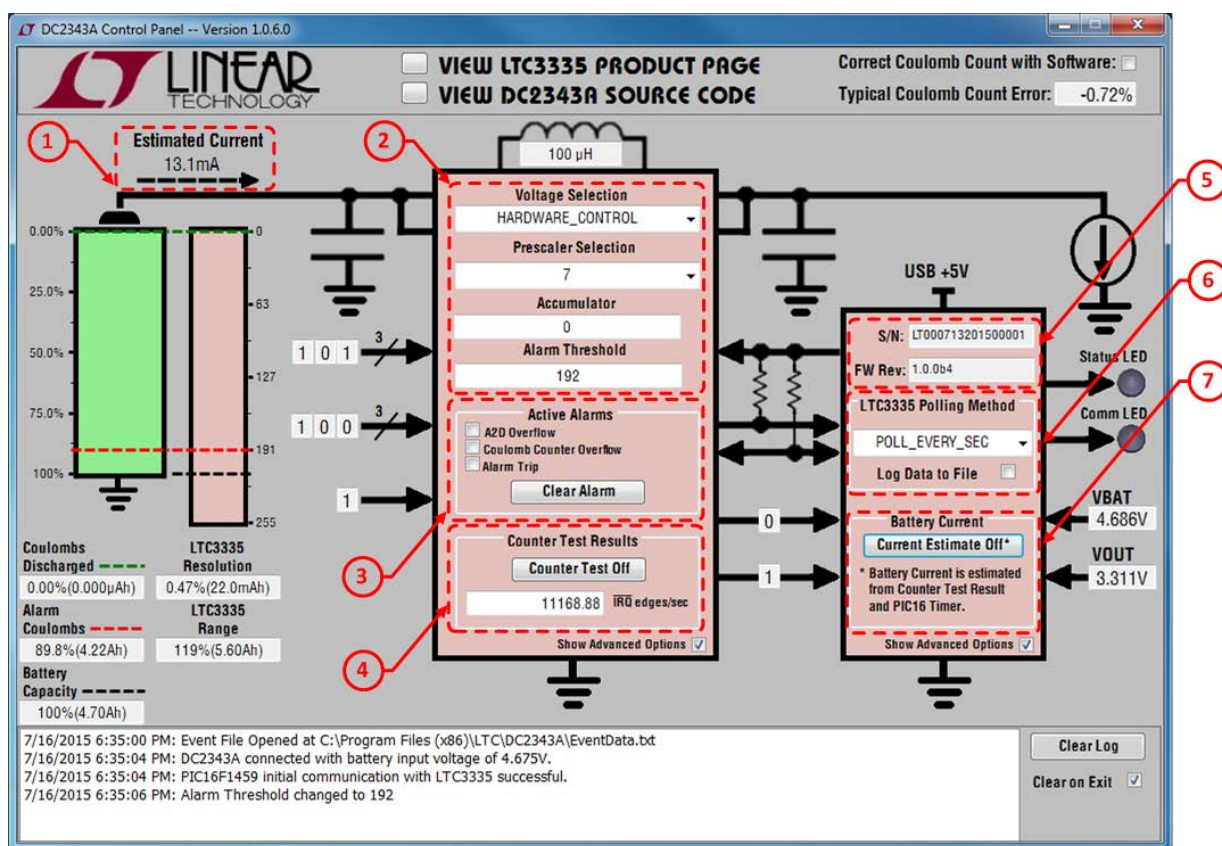 DC2343A Control Panel -- Version 1.0.6.0
LINEAR
TECHNOLOGY
VIEW LTC3335 PRODUCT PAGE
VIEW DC2343A SOURCE CODE
Correct Coulomb Count with Software:
Typical Coulomb Count Error: -0.72%
1
Estimated Current
13.1mA
2
100 µH
Voltage Selection
HARDWARE_CONTROL
Prescaler Selection
7
Accumulator
0
Alarm Threshold
192
Active Alarms
A2D Overflow
Coulomb Counter Overflow
Alarm Trip
Clear Alarm
3
Counter Test Results
Counter Test Off
11168.88 IRQ edges/sec
4
Show Advanced Options
0.00%
25.0%
50.0%
75.0%
100%
0
63
127
191
255
1 0 1
3
1 0 0
3
1
0
1
USB +5V
5
S/N: LT000713201500001
FW Rev: 1.0.0b4
6
LTC3335 Polling Method
POLL_EVERY_SEC
Log Data to File
7
Battery Current
Current Estimate Off*
* Battery Current is estimated
from Counter Test Result
and PIC16 Timer.
Show Advanced Options
Status LED
Comm LED
VBAT
4.686V
VOUT
3.311V
Coulombs
Discharged
0.00%(0.000µAh)
LTC3335
Resolution
0.47%(22.0mAh)
Alarm
Coulombs
89.8%(4.22Ah)
LTC3335
Range
119%(5.60Ah)
Battery
Capacity
100%(4.70Ah)
7/16/2015 6:35:00 PM: Event File Opened at C:\Program Files (x86)\LTC\DC2343A\EventData.txt
7/16/2015 6:35:04 PM: DC2343A connected with battery input voltage of 4.675V.
7/16/2015 6:35:04 PM: PIC16F1459 initial communication with LTC3335 successful.
7/16/2015 6:35:06 PM: Alarm Threshold changed to 192
Clear Log
Clear on Exit